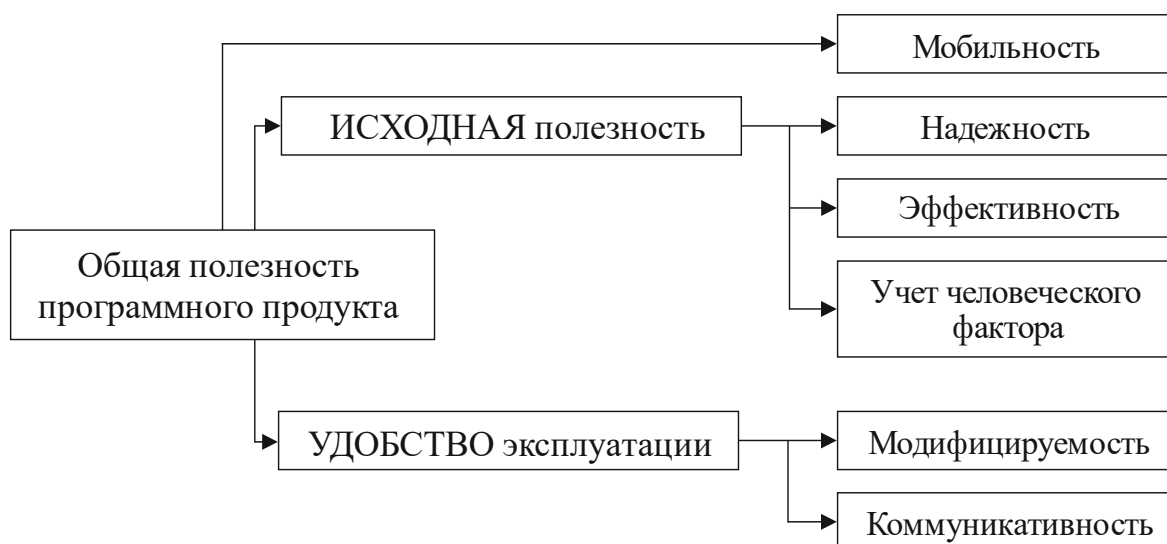 Мобильность
ИСХОДНАЯ полезность
Надежность
Эффективность
Общая полезность
программного продукта
Учет человеческого
фактора
УДОБСТВО эксплуатации
Модифицируемость
Коммуникативность